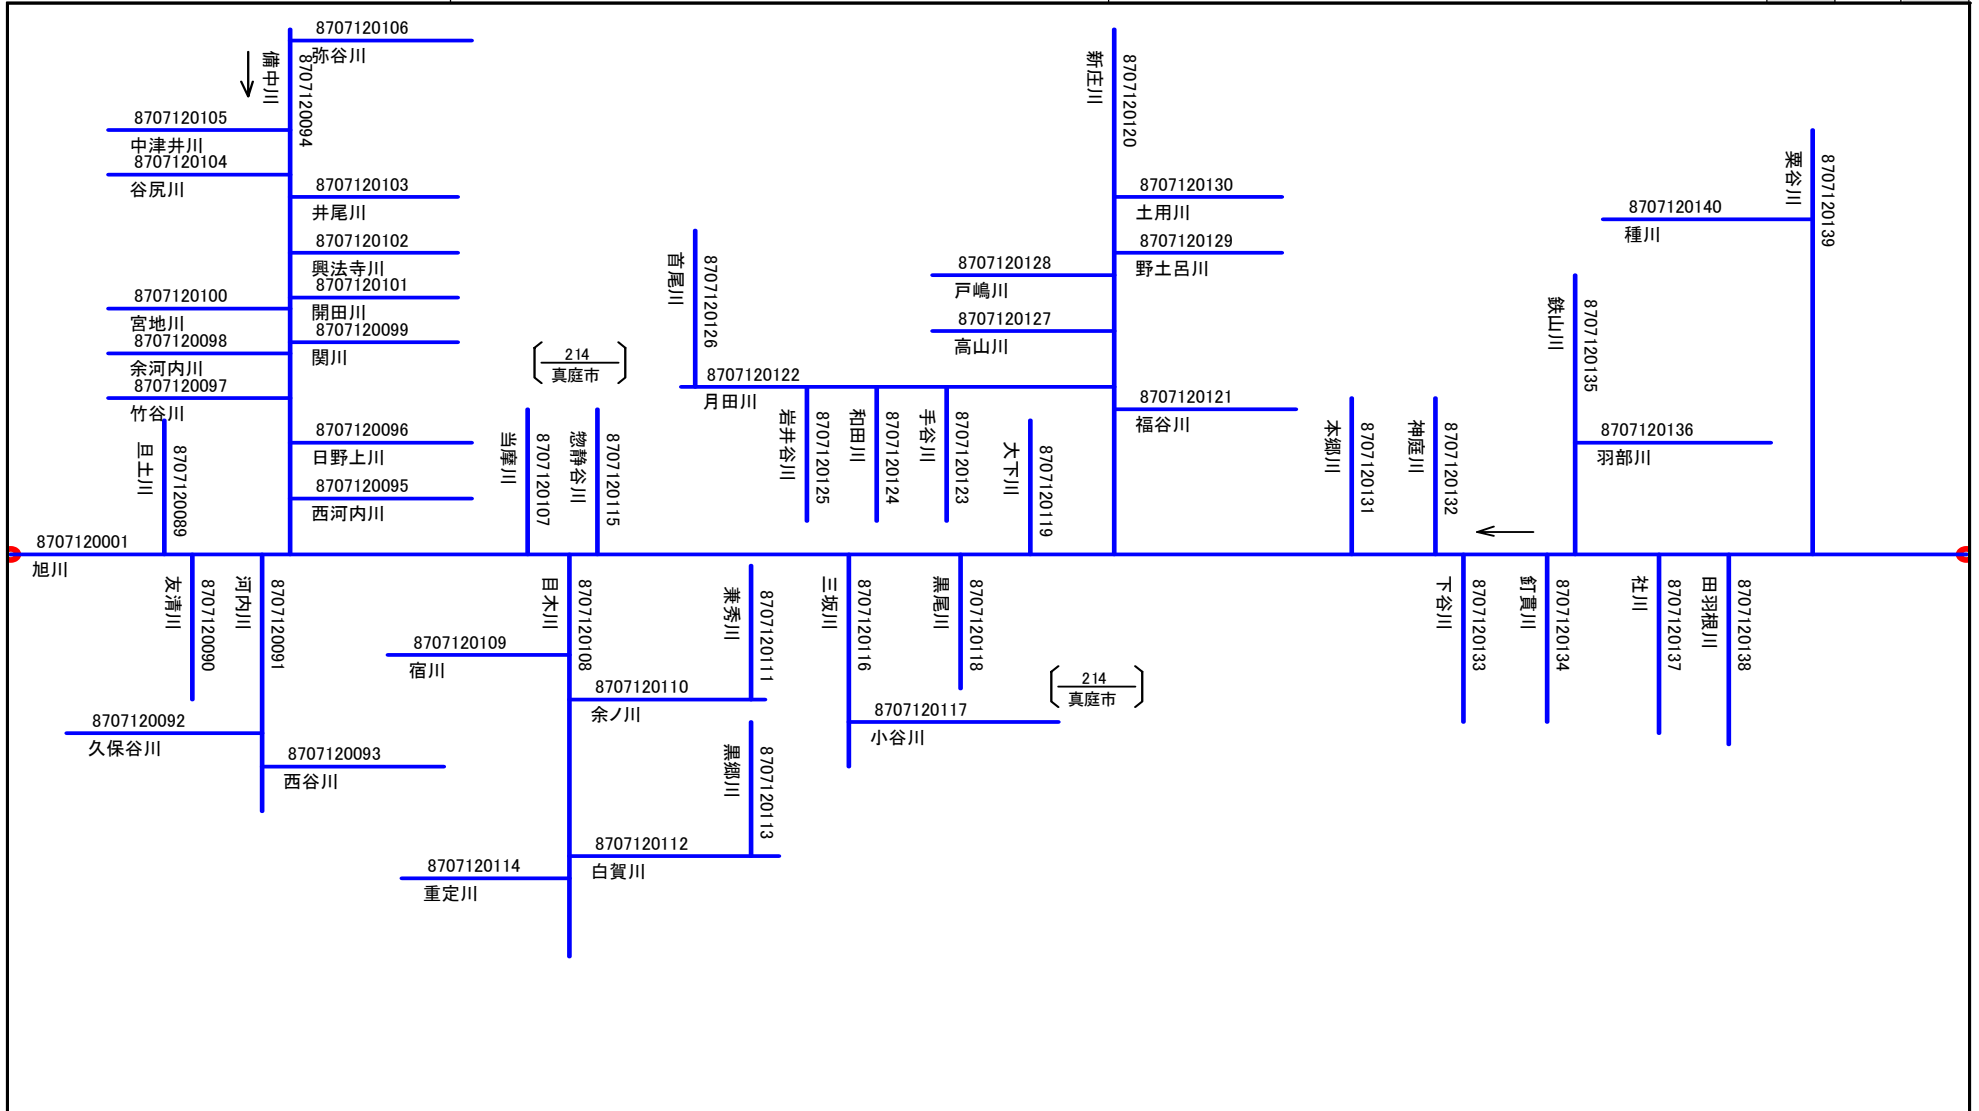 8707120106
弥谷川
備中川
8707120094
8707120105
中津井川
8707120104
谷尻川
8707120103
井尾川
8707120102
興法寺川
8707120101
開田川
8707120100
宮地川
8707120099
関川
8707120098
余河内川
8707120097
竹谷川
8707120096
日野上川
8707120095
西河内川
旦土川
8707120089
8707120001
旭川
友清川
8707120090
河内川
8707120091
8707120092
久保谷川
8707120093
西谷川
214
真庭市
当摩川
8707120107
惣静谷川
8707120115
目木川
8707120108
8707120109
宿川
8707120110
余ノ川
兼秀川
8707120111
黒郷川
8707120113
8707120112
白賀川
8707120114
重定川
首尾川
8707120126
8707120122
月田川
岩井谷川
8707120125
和田川
8707120124
手谷川
8707120123
大下川
8707120119
三坂川
8707120116
8707120117
小谷川
黒尾川
8707120118
214
真庭市
新庄川
8707120120
8707120130
土用川
8707120129
野土呂川
8707120128
戸嶋川
8707120127
高山川
8707120121
福谷川
本郷川
8707120131
神庭川
8707120132
下谷川
8707120133
釘貫川
8707120134
鉄山川
8707120135
8707120136
羽部川
社川
8707120137
田羽根川
8707120138
粟谷川
8707120139
8707120140
種川